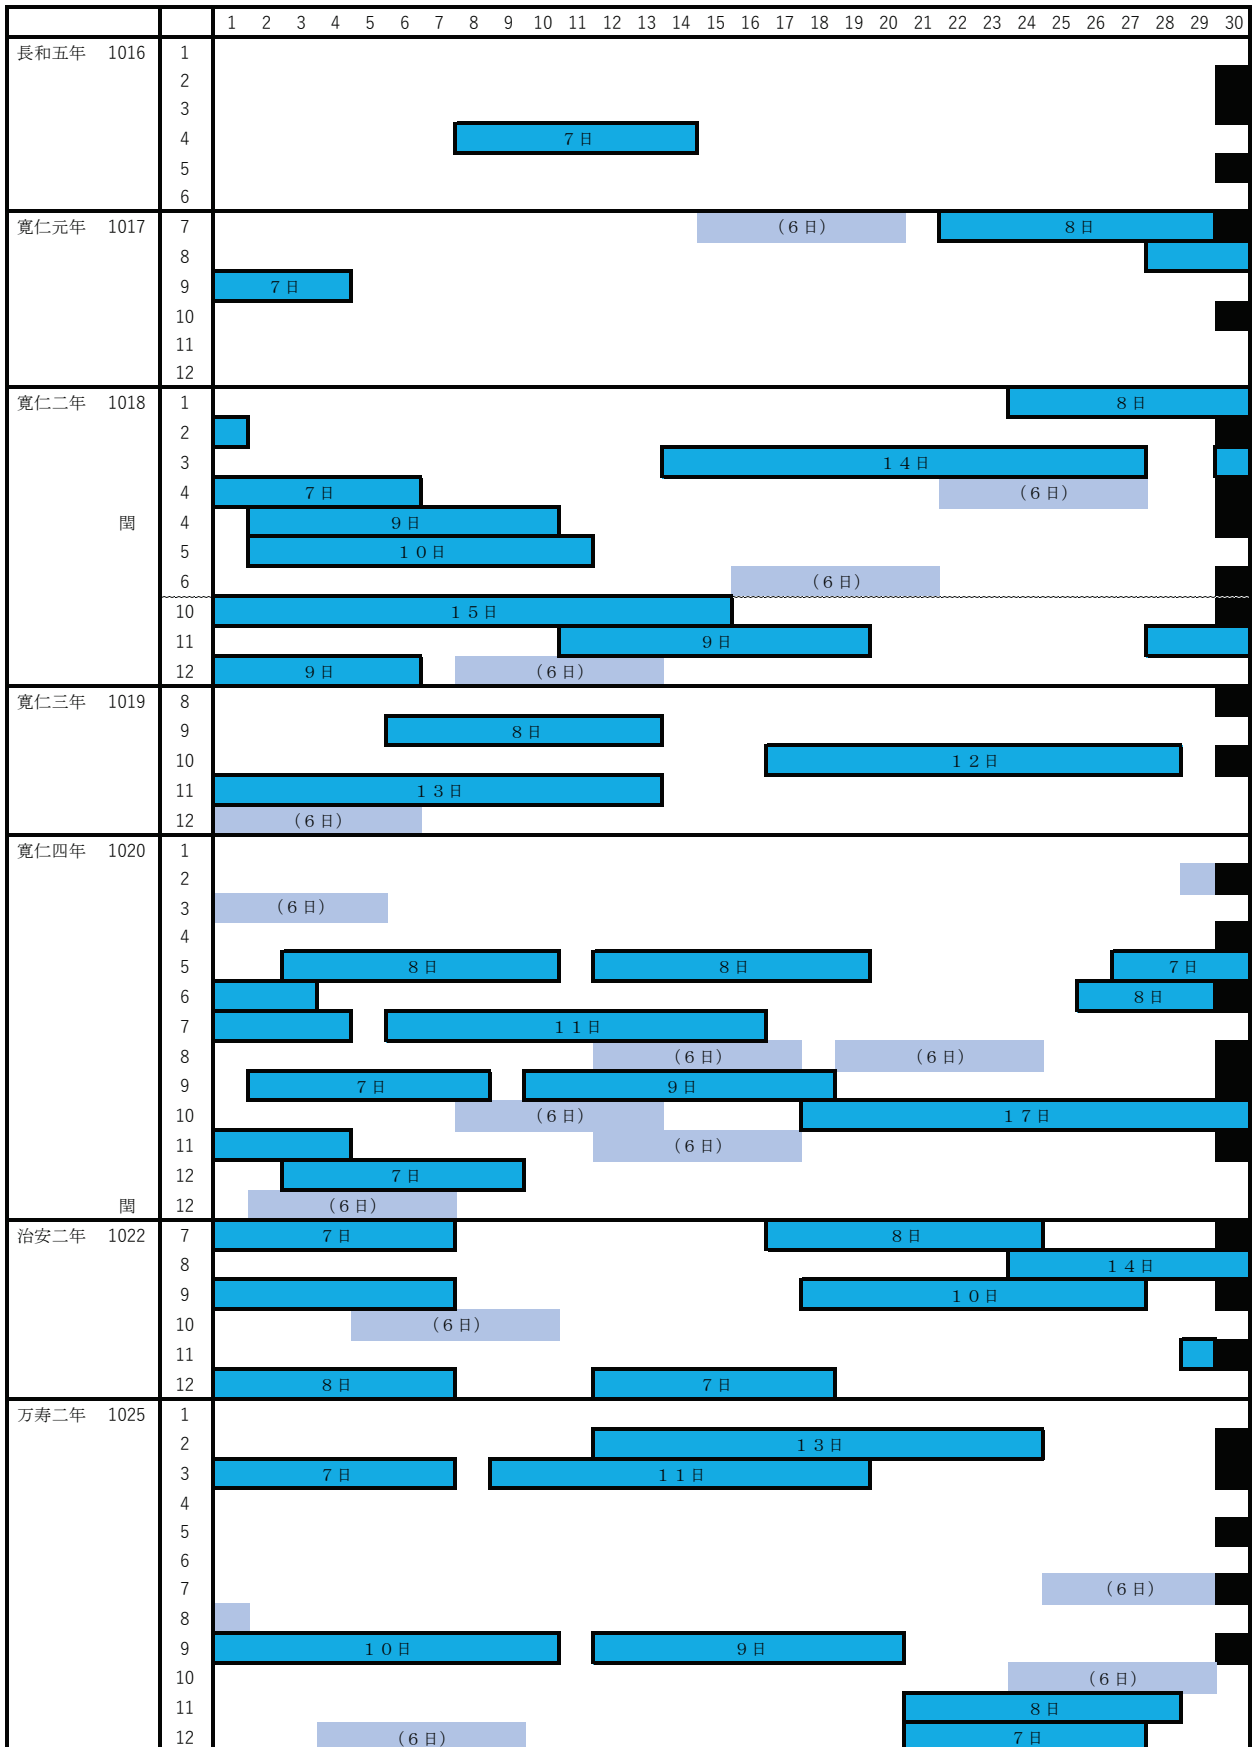 1 2 3 4 5 6 7 8 9 10 11 12 13 14 15 16 17 18 19 20 21 22 23 24 25 26 27 28 29 30
長和五年 1016 1
2
3
4 7日
5
6
寛仁元年 1017 7 (6日) 8日
8
9 7日
10
11
12
寛仁二年 1018 1 8日
2
3 14日
4 7日 (6日)
閏 4 9日
5 10日
6 (6日)
10 15日
11 9日
12 9日 (6日)
寛仁三年 1019 8
9 8日
10 12日
11 13日
12 (6日)
寛仁四年 1020 1
2
3 (6日)
4
5 8日 8日 7日
6 8日
7 11日
8 (6日) (6日)
9 7日 9日
10 (6日) 17日
11 (6日)
12 7日
閏 12 (6日)
治安二年 1022 7 7日 8日
8 14日
9 10日
10 (6日)
11
12 8日 7日
万寿二年 1025 1
2 13日
3 7日 11日
4
5
6
7 (6日)
8
9 10日 9日
10 (6日)
11 8日
12 (6日) 7日